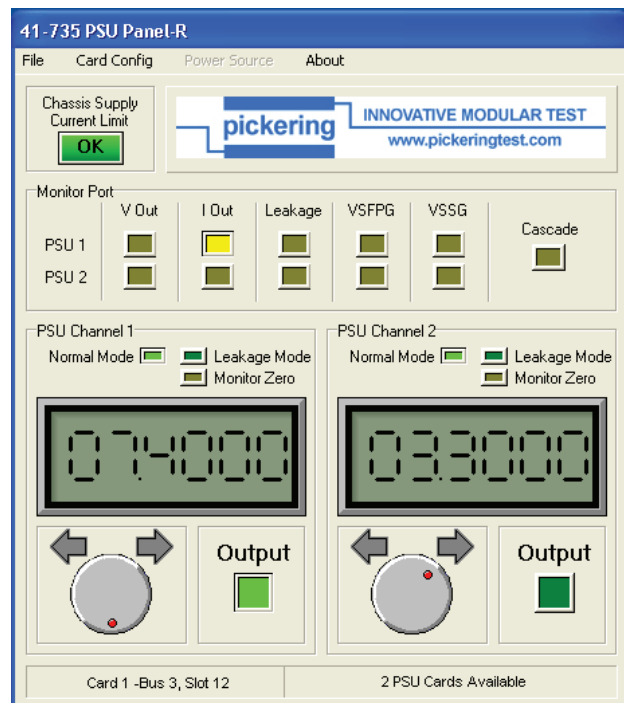 41-735 PSU Panel-R
File Card Config Power Source About
Chassis Supply
Current Limit
OK
pickering
INNOVATIVE MODULAR TEST
www.pickeringtest.com
Monitor Port
V Out I Out Leakage VSFPG VSSG
Cascade
PSU 1
PSU 2
PSU Channel 1
Normal Mode Leakage Mode
Monitor Zero
07.4000
Output
PSU Channel 2
Normal Mode Leakage Mode
Monitor Zero
03.3000
Output
Card 1 -Bus 3, Slot 12
2 PSU Cards Available